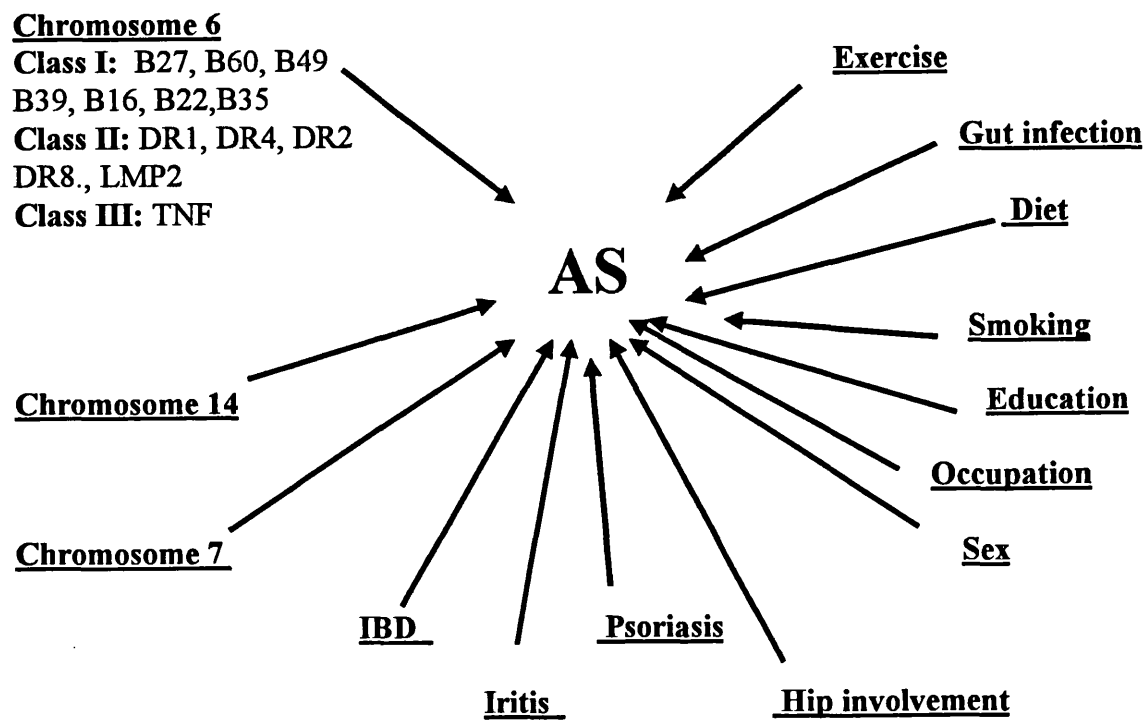 Chromosome 6
Class I: B27, B60, B49
B39, B16, B22,B35
Class II: DR1, DR4, DR2
DR8., LMP2
Class III: TNF
Exercise
Gut infection
Diet
AS
Smoking
Chromosome 14
Education
Occupation
Chromosome 7
Sex
IBD
Psoriasis
Iritis
Hip involvement